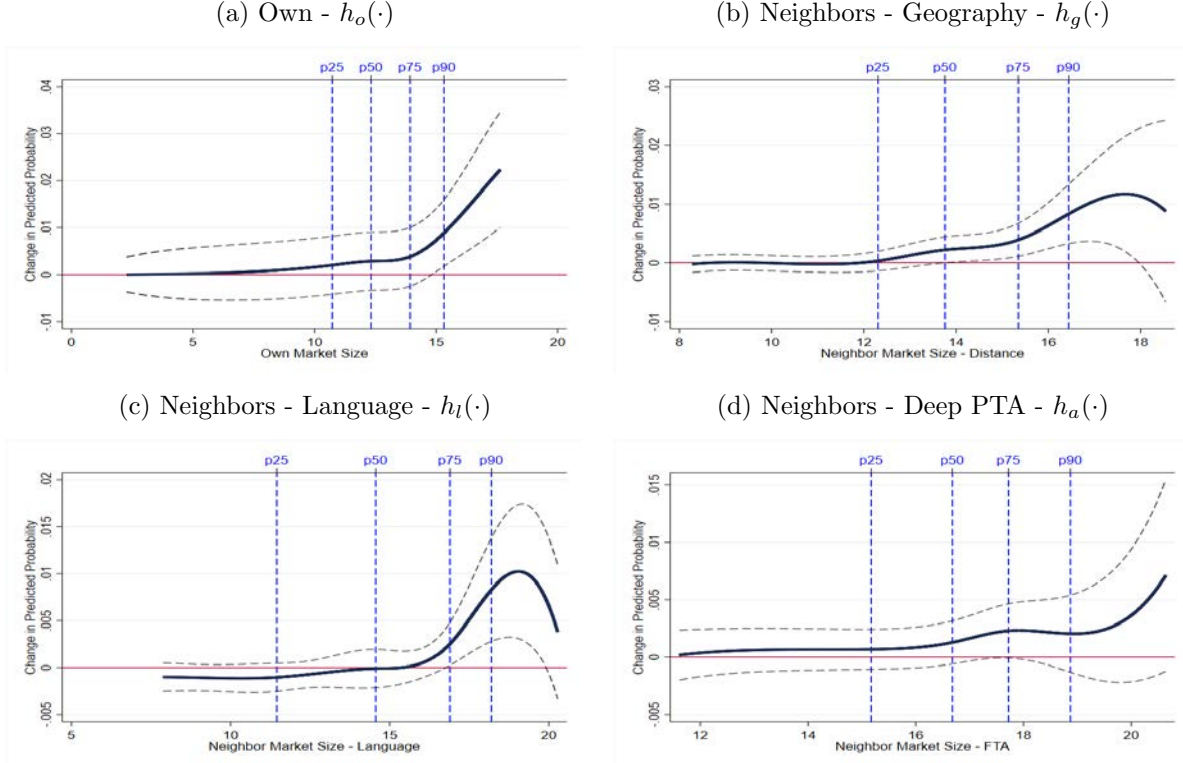 (a) Own - h_o(·)
p25 p50 p75 p90
Change in Predicted Probability
.04
.03
.02
.01
0
-.01
0 5 10 15 20
Own Market Size
(b) Neighbors - Geography - h_g(·)
p25 p50 p75 p90
Change in Predicted Probability
.03
.02
.01
0
-.01
8 10 12 14 16 18
Neighbor Market Size - Distance
(c) Neighbors - Language - h_l(·)
p25 p50 p75 p90
Change in Predicted Probability
.02
.015
.01
.005
0
-.005
5 10 15 20
Neighbor Market Size - Language
(d) Neighbors - Deep PTA - h_a(·)
p25 p50 p75 p90
Change in Predicted Probability
.015
.01
.005
0
-.005
12 14 16 18 20
Neighbor Market Size - FTA